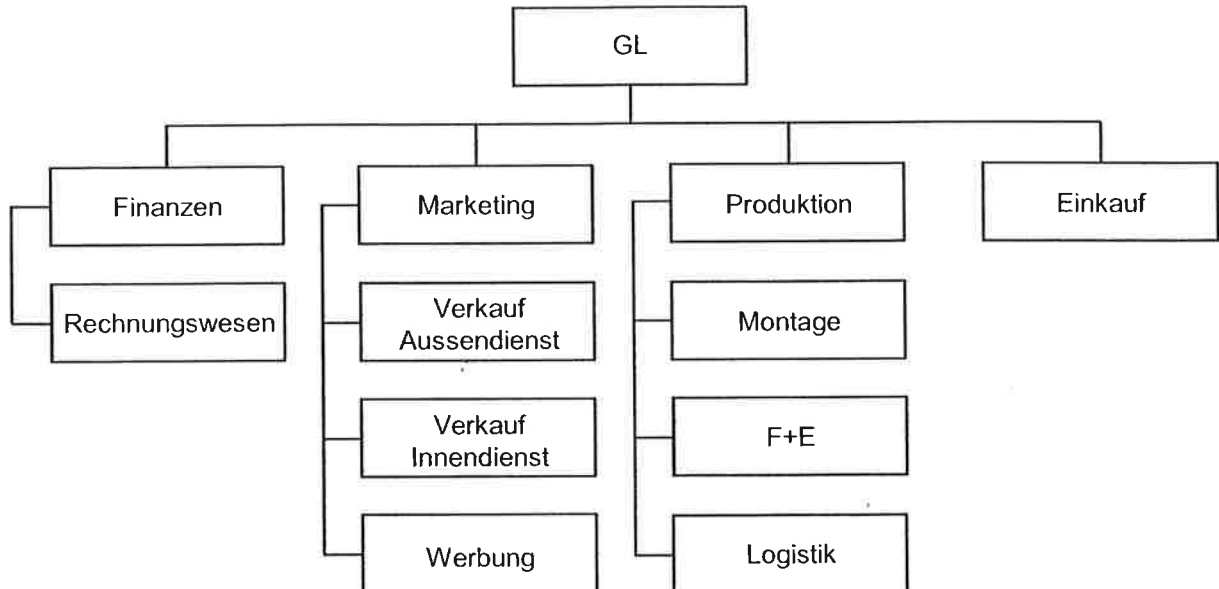 GL
Finanzen
Marketing
Produktion
Einkauf
Rechnungswesen
Verkauf
Aussendienst
Montage
Verkauf
Innendienst
F+E
Werbung
Logistik